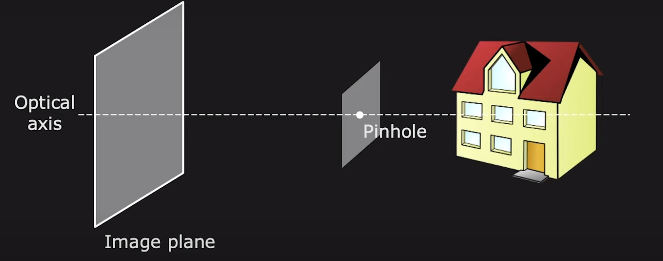 Optical
axis
Pinhole
Image plane